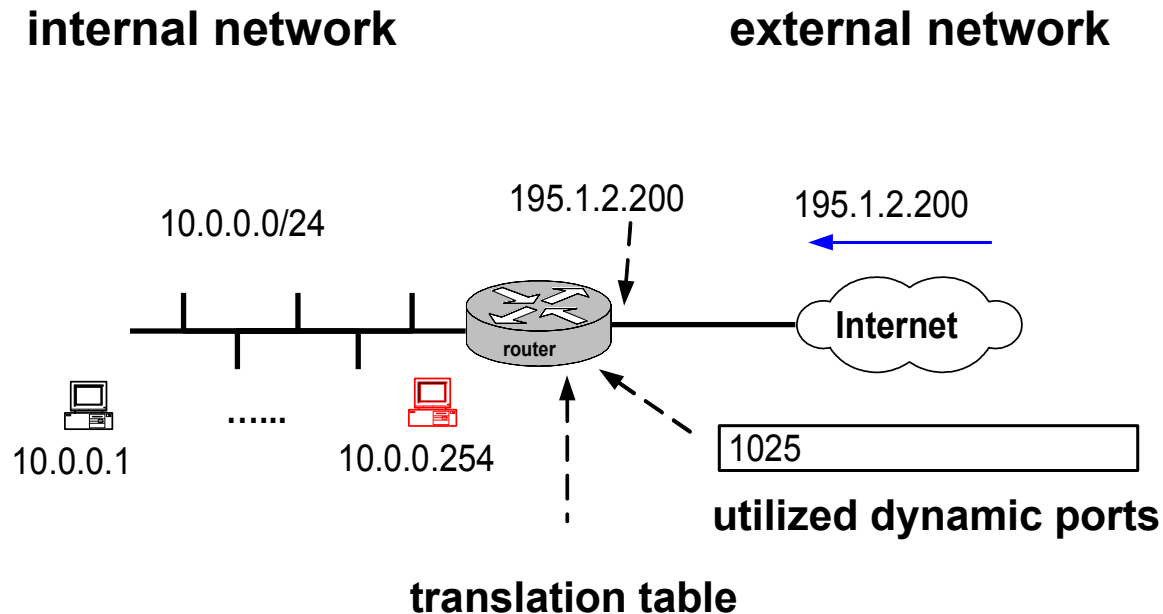 internal network
external network
195.1.2.200
195.1.2.200
10.0.0.0/24
Internet
router
......
10.0.0.1
10.0.0.254
1025
utilized dynamic ports
translation table